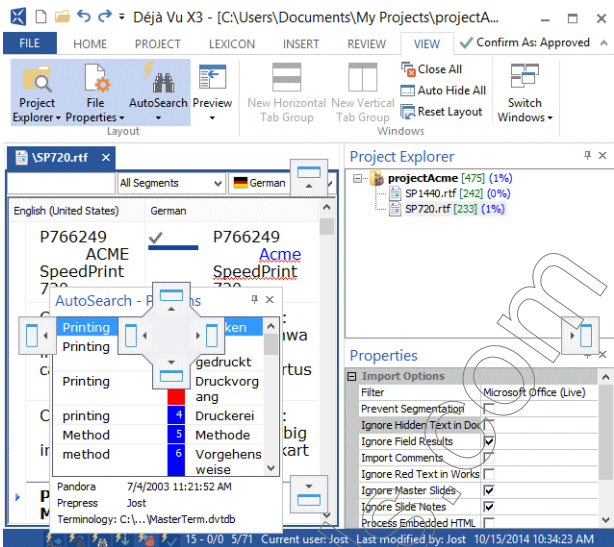 Déjà Vu X3 - [C:\Users\Documents\My Projects\projectA...
FILE HOME PROJECT LEXICON INSERT REVIEW VIEW Confirm As: Approved
Project Explorer
File Properties
AutoSearch
Preview
New Horizontal Tab Group
New Vertical Tab Group
Close All
Auto Hide All
Reset Layout
Switch Windows
Layout
Windows
\SP720.rtf
All Segments
German
English (United States) German
P766249
ACME
SpeedPrint
P766249
Acme
SpeedPrint
Project Explorer
projectAcme [475] (1%)
SP1440.rtf [242] (0%)
SP720.rtf [233] (1%)
AutoSearch -
Printing
Printing
gedruckt
Printing
Druckvorg
ang
printing 4 Druckerei
Method 5 Methode
method 6 Vorgehens
weise
Pandora 7/4/2003 11:21:52 AM
Prepress Jost
Terminology: C:\...\MasterTerm.dvtdb
Properties
Import Options
Filter Microsoft Office (Live)
Prevent Segmentation
Ignore Hidden Text in Doc
Ignore Field Results
Import Comments
Ignore Red Text in Works
Ignore Master Slides
Ignore Slide Notes
Process Embedded HTML
15 - 0/0 5/71 Current user: Jost Last modified by: Jost 10/15/2014 10:34:23 AM